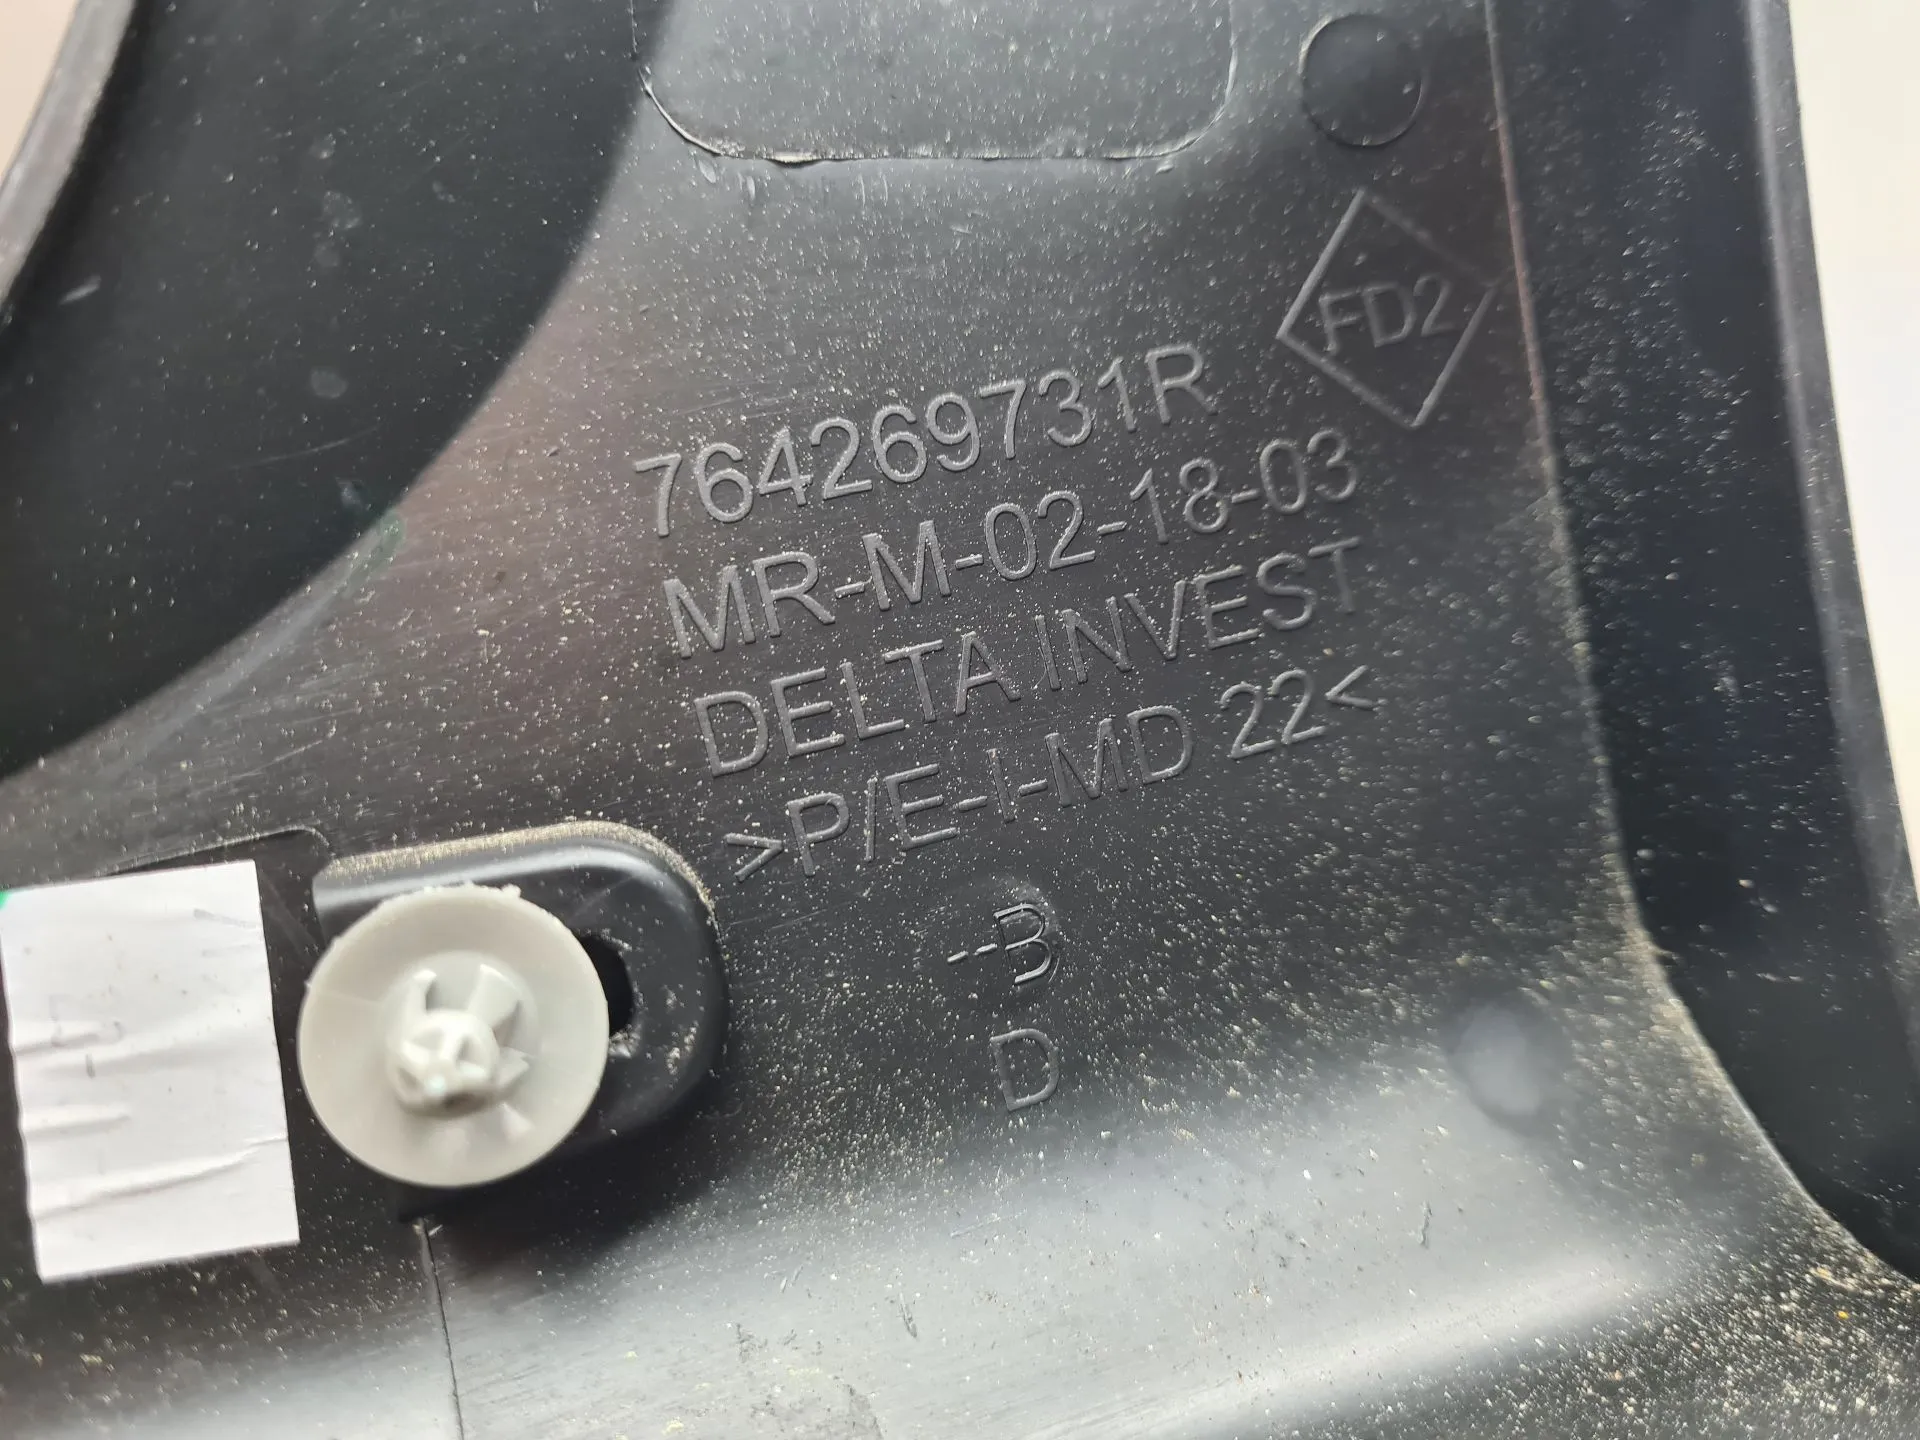 FD2
764269731R
MR-M-02-18-03
DELTA INVEST
>P/E-I-MD 22<
--B
D